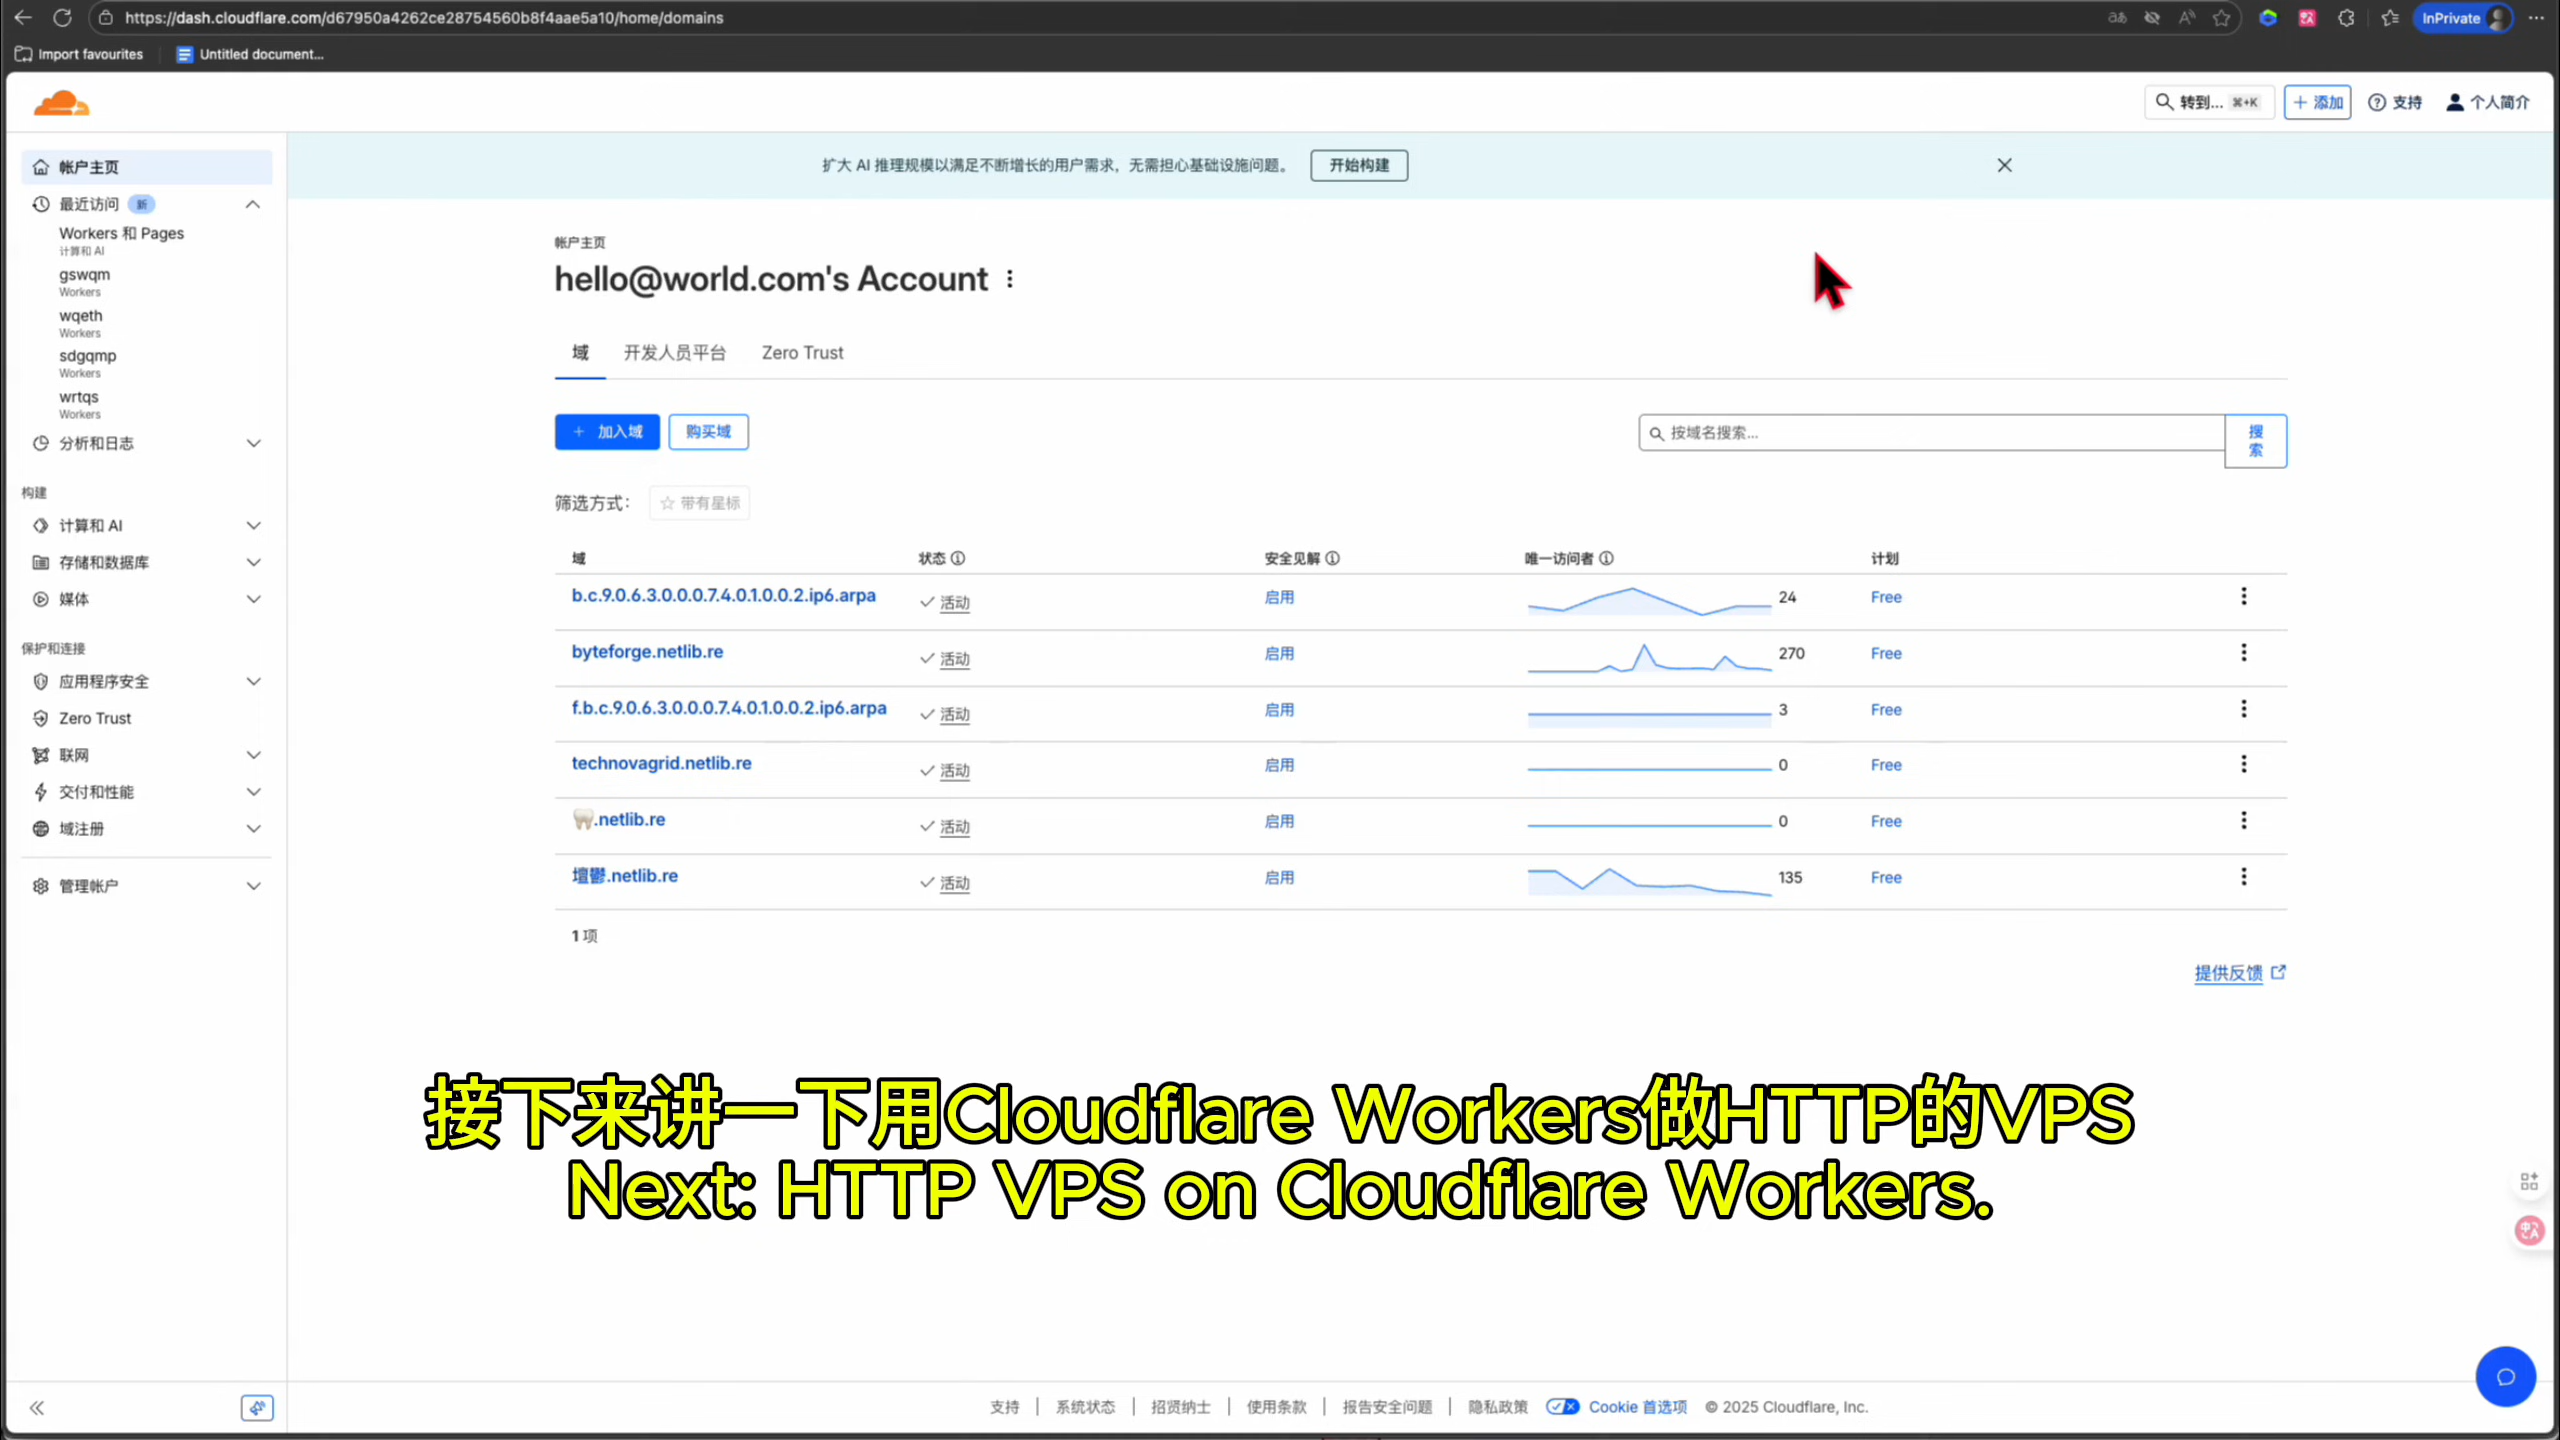 https://dash.cloudflare.com/d67950a4262ce28754560b8f4aae5a10/home/domains
InPrivate
Import favourites
Untitled document...
转到... ⌘+K
+ 添加
支持
个人简介
扩大 AI 推理规模以满足不断增长的用户需求，无需担心基础设施问题。
开始构建
帐户主页
最近访问 新
Workers 和 Pages
计算和 AI
gswqm
Workers
wqeth
Workers
sdgqmp
Workers
wrtqs
Workers
分析和日志
构建
计算和 AI
存储和数据库
媒体
保护和连接
应用程序安全
Zero Trust
联网
交付和性能
域注册
管理帐户
帐户主页
hello@world.com's Account
域 开发人员平台 Zero Trust
+ 加入域 购买域
按域名搜索...
搜
索
筛选方式： 带有星标
域 状态 安全见解 唯一访问者 计划
b.c.9.0.6.3.0.0.0.7.4.0.1.0.0.2.ip6.arpa 活动 启用 24 Free
byteforge.netlib.re 活动 启用 270 Free
f.b.c.9.0.6.3.0.0.0.7.4.0.1.0.0.2.ip6.arpa 活动 启用 3 Free
technovagrid.netlib.re 活动 启用 0 Free
🦷.netlib.re 活动 启用 0 Free
壇鬱.netlib.re 活动 启用 135 Free
1 项
提供反馈
接下来讲一下用Cloudflare Workers做HTTP的VPS
Next: HTTP VPS on Cloudflare Workers.
支持 | 系统状态 | 招贤纳士 | 使用条款 | 报告安全问题 | 隐私政策 Cookie 首选项 © 2025 Cloudflare, Inc.